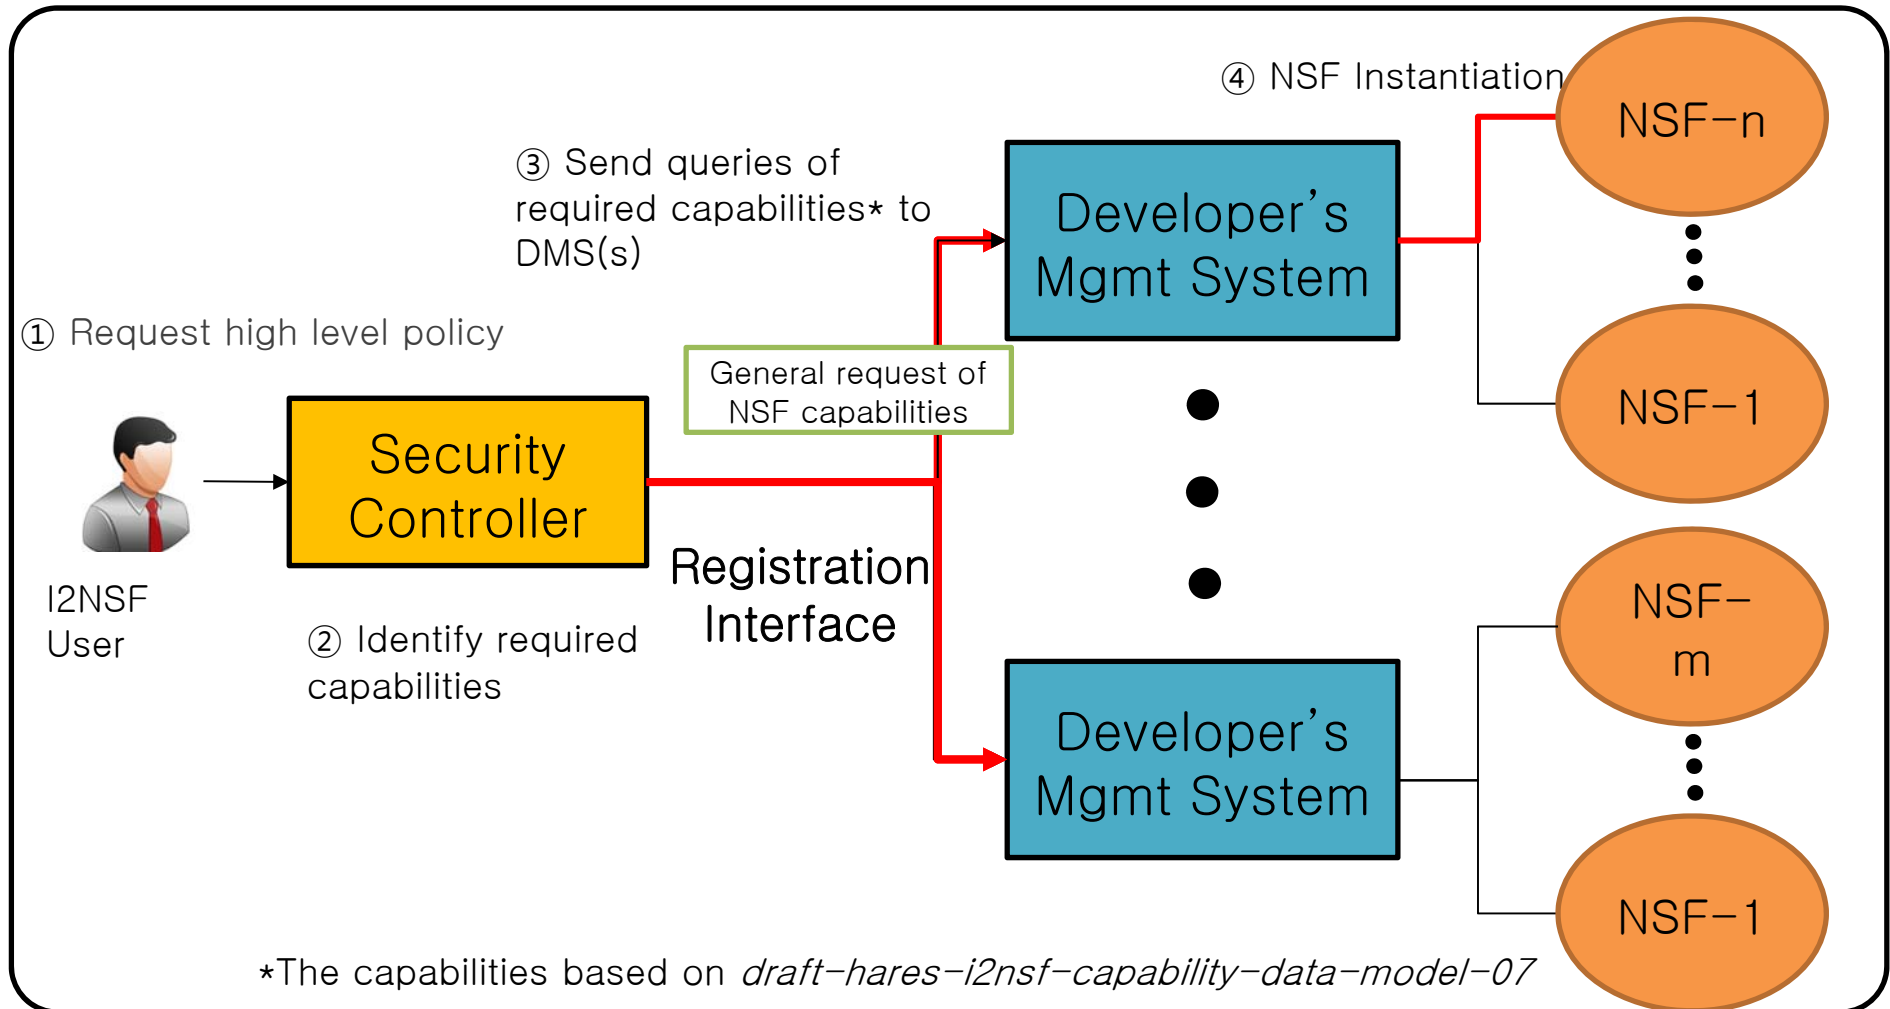 ④ NSF Instantiation
NSF-n
③ Send queries of
required capabilities* to
DMS(s)
Developer's
Mgmt System
① Request high level policy
General request of
NSF capabilities
NSF-1
Security
Controller
Registration
Interface
I2NSF
User
② Identify required
capabilities
NSF-
m
Developer's
Mgmt System
NSF-1
*The capabilities based on draft-hares-i2nsf-capability-data-model-07